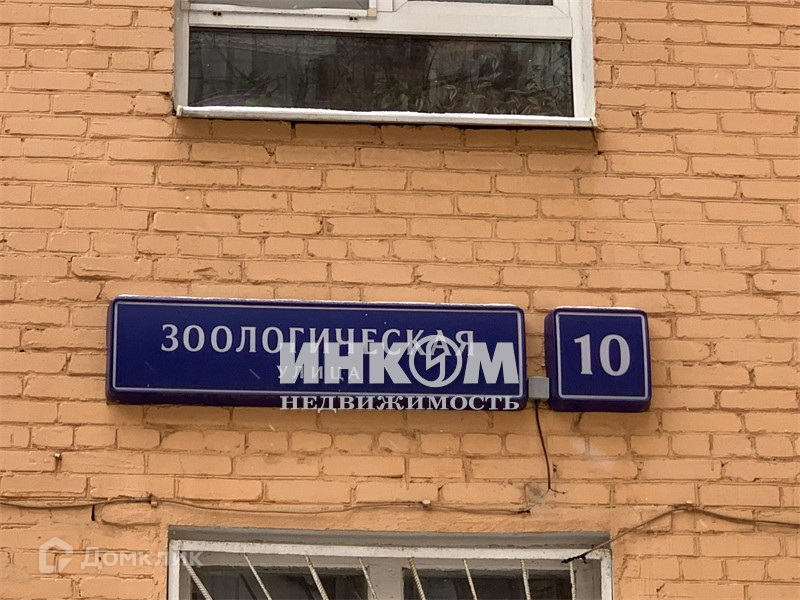 ЗООЛОГИЧЕСКАЯ
УЛИЦА
10
ИНКОМ
НЕДВИЖИМОСТЬ
Домклик